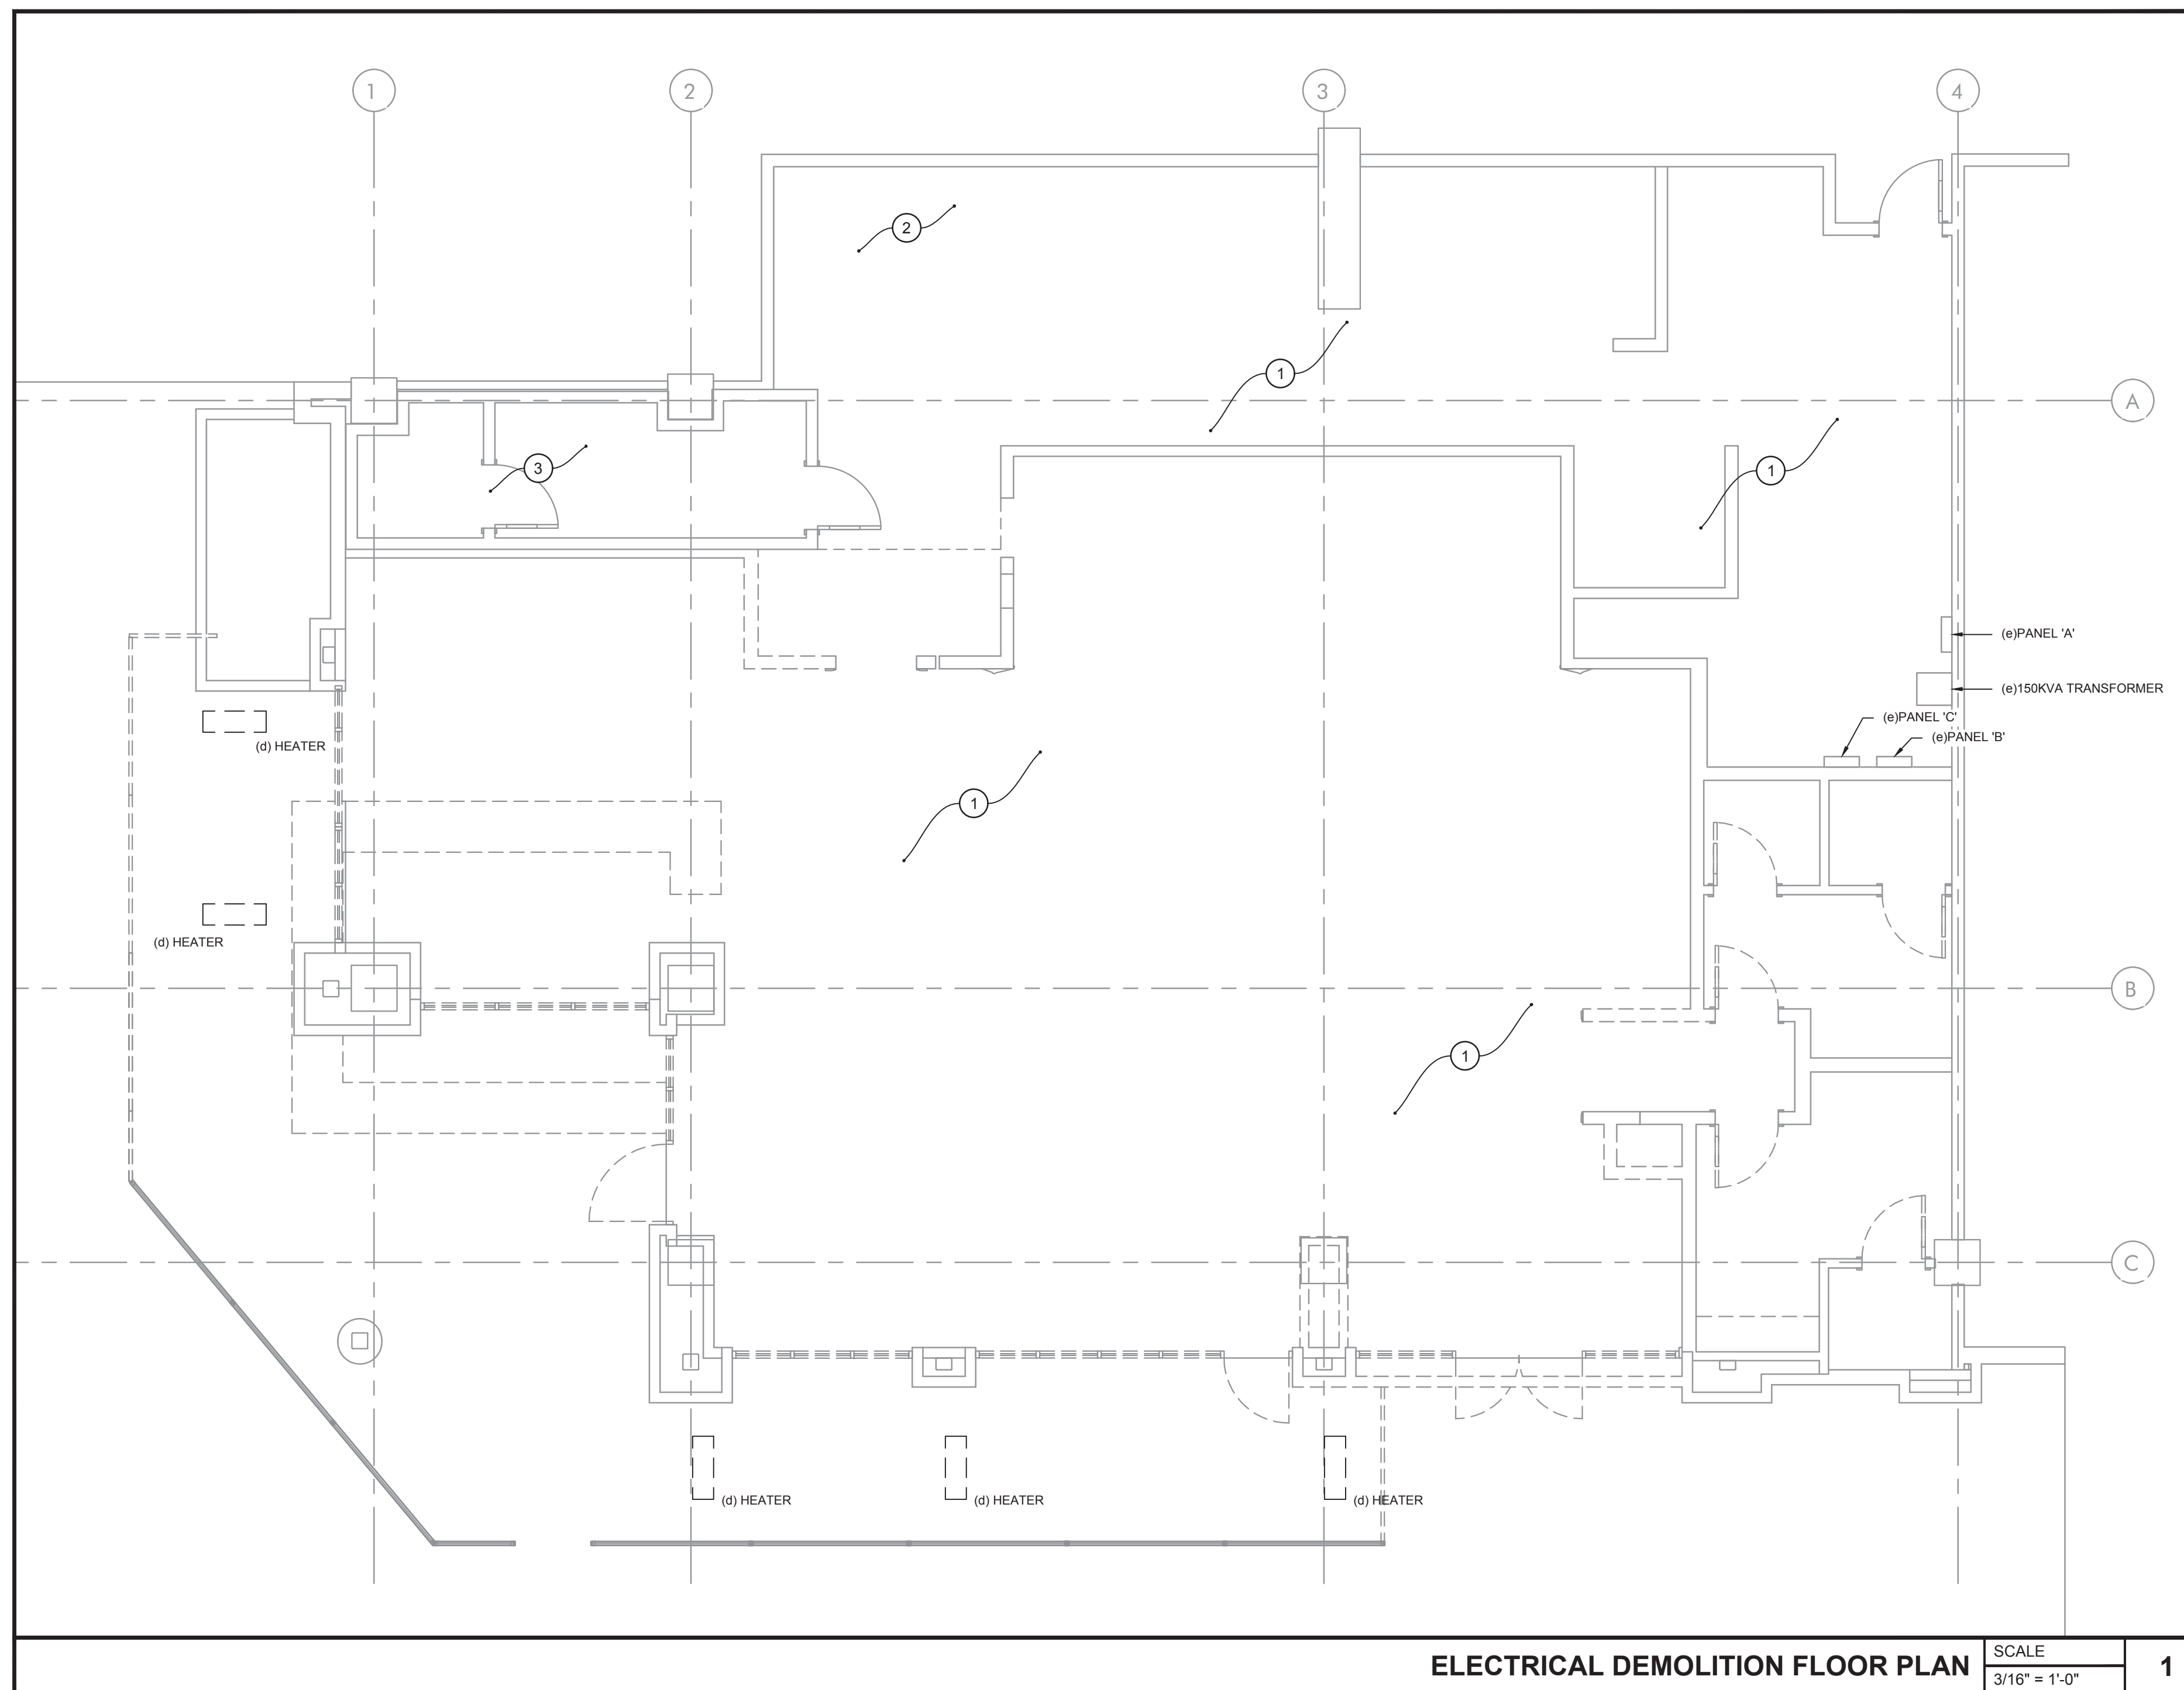 1
2
3
4
2
1
A
1
3
(e)PANEL 'A'
(e)150KVA TRANSFORMER
(e)PANEL 'C'
(e)PANEL 'B'
(d) HEATER
1
(d) HEATER
B
1
C
(d) HEATER
(d) HEATER
(d) HEATER
ELECTRICAL DEMOLITION FLOOR PLAN
SCALE
3/16" = 1'-0"
1